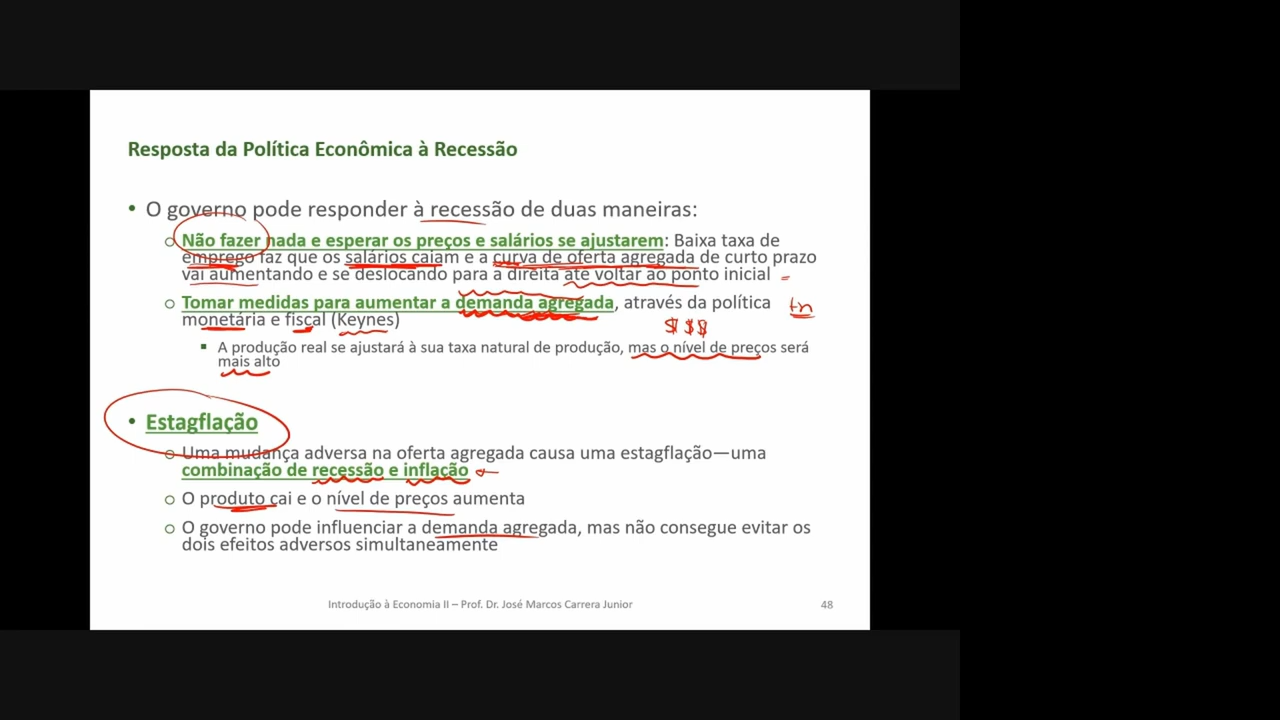 Resposta da Política Econômica à Recessão
• O governo pode responder à recessão de duas maneiras:
o Não fazer nada e esperar os preços e salários se ajustarem: Baixa taxa de
emprego faz que os salários caiam e a curva de oferta agregada de curto prazo
vai aumentando e se deslocando para a direita até voltar ao ponto inicial
o Tomar medidas para aumentar a demanda agregada, através da política
monetária e fiscal (Keynes)
$ $ $
▪ A produção real se ajustará à sua taxa natural de produção, mas o nível de preços será
mais alto
• Estagflação
o Uma mudança adversa na oferta agregada causa uma estagflação—uma
combinação de recessão e inflação
o O produto cai e o nível de preços aumenta
o O governo pode influenciar a demanda agregada, mas não consegue evitar os
dois efeitos adversos simultaneamente
Introdução à Economia II – Prof. Dr. José Marcos Carrera Junior 48